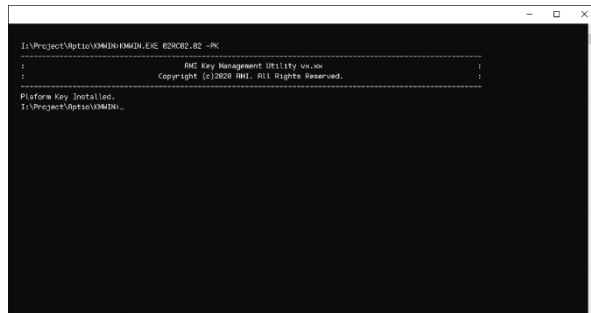 I:\Project\Aptio\KMWIN>KMWIN.EXE 02RC02.02 -PK
: AMI Key Management Utility vx.xx :
: Copyright (c)2020 AMI. All Rights Reserved. :
Plaform Key Installed.
I:\Project\Aptio\KMWIN>_